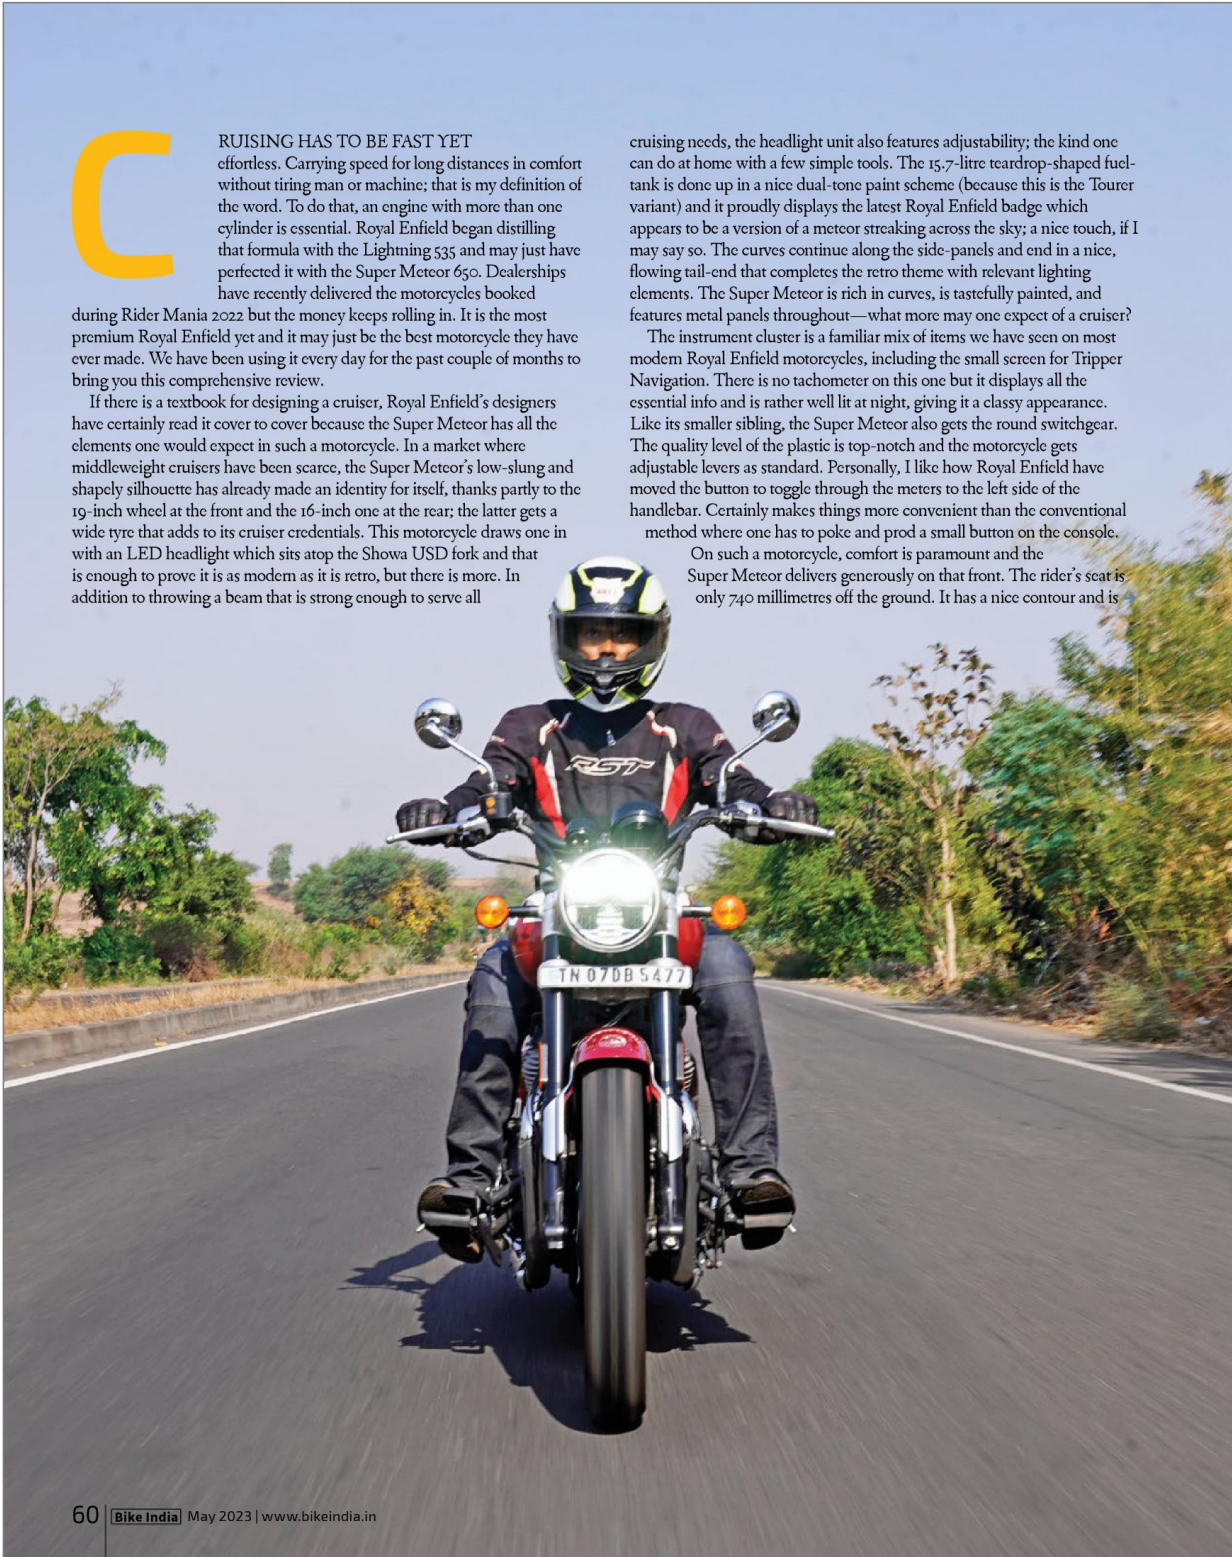 CRUISING HAS TO BE FAST YET
effortless. Carrying speed for long distances in comfort
without tiring man or machine; that is my definition of
the word. To do that, an engine with more than one
cylinder is essential. Royal Enfield began distilling
that formula with the Lightning 535 and may just have
perfected it with the Super Meteor 650. Dealerships
have recently delivered the motorcycles booked
during Rider Mania 2022 but the money keeps rolling in. It is the most
premium Royal Enfield yet and it may just be the best motorcycle they have
ever made. We have been using it every day for the past couple of months to
bring you this comprehensive review.
If there is a textbook for designing a cruiser, Royal Enfield's designers
have certainly read it cover to cover because the Super Meteor has all the
elements one would expect in such a motorcycle. In a market where
middleweight cruisers have been scarce, the Super Meteor's low-slung and
shapely silhouette has already made an identity for itself, thanks partly to the
19-inch wheel at the front and the 16-inch one at the rear; the latter gets a
wide tyre that adds to its cruiser credentials. This motorcycle draws one in
with an LED headlight which sits atop the Showa USD fork and that
is enough to prove it is as modern as it is retro, but there is more. In
addition to throwing a beam that is strong enough to serve all
cruising needs, the headlight unit also features adjustability; the kind one
can do at home with a few simple tools. The 15.7-litre teardrop-shaped fuel-
tank is done up in a nice dual-tone paint scheme (because this is the Tourer
variant) and it proudly displays the latest Royal Enfield badge which
appears to be a version of a meteor streaking across the sky; a nice touch, if I
may say so. The curves continue along the side-panels and end in a nice,
flowing tail-end that completes the retro theme with relevant lighting
elements. The Super Meteor is rich in curves, is tastefully painted, and
features metal panels throughout—what more may one expect of a cruiser?
The instrument cluster is a familiar mix of items we have seen on most
modern Royal Enfield motorcycles, including the small screen for Tripper
Navigation. There is no tachometer on this one but it displays all the
essential info and is rather well lit at night, giving it a classy appearance.
Like its smaller sibling, the Super Meteor also gets the round switchgear.
The quality level of the plastic is top-notch and the motorcycle gets
adjustable levers as standard. Personally, I like how Royal Enfield have
moved the button to toggle through the meters to the left side of the
handlebar. Certainly makes things more convenient than the conventional
method where one has to poke and prod a small button on the console.
On such a motorcycle, comfort is paramount and the
Super Meteor delivers generously on that front. The rider's seat is
only 740 millimetres off the ground. It has a nice contour and is
RST
TN 07DB 5477
60 Bike India May 2023 | www.bikeindia.in